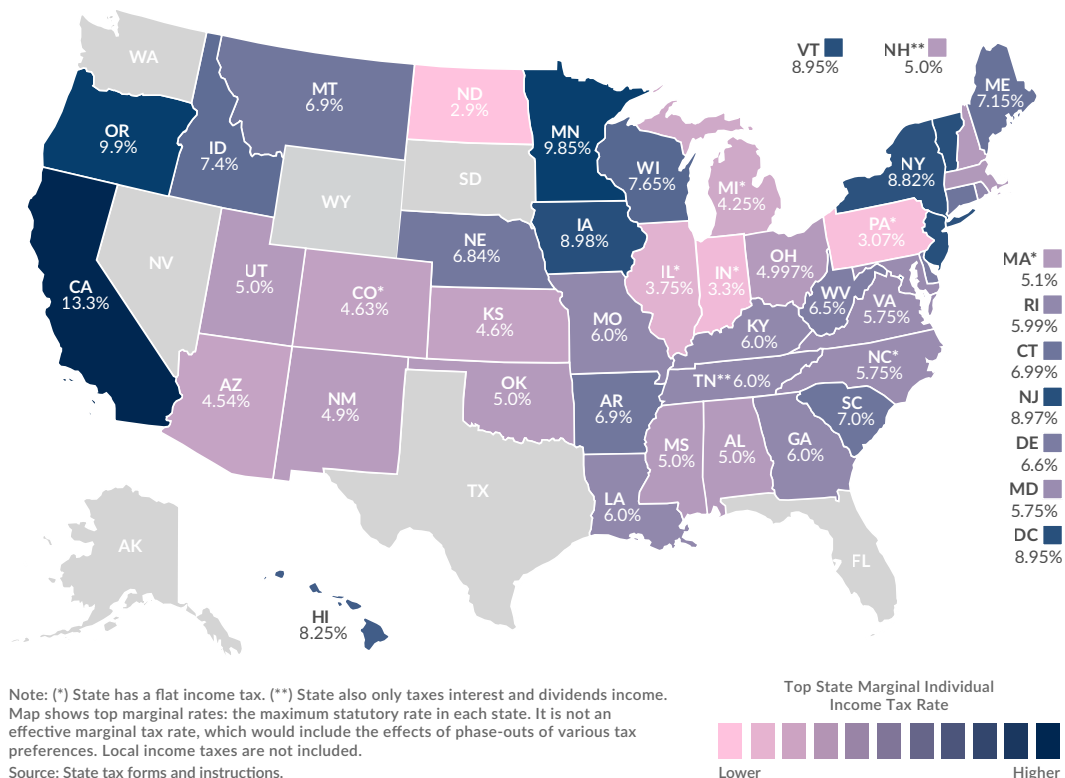 WA
VT
8.95%
NH**
5.0%
ME
7.15%
MT
6.9%
ND
2.9%
OR
9.9%
MN
9.85%
ID
7.4%
WI
7.65%
NY
8.82%
SD
MI*
4.25%
WY
PA*
3.07%
NE
6.84%
IA
8.98%
NV
UT
5.0%
CO*
4.63%
IL*
3.75%
IN*
3.3%
OH
4.997%
MA*
5.1%
CA
13.3%
WV
6.5%
VA
5.75%
RI
5.99%
KS
4.6%
MO
6.0%
KY
6.0%
CT
6.99%
NC*
5.75%
AZ
4.54%
NM
4.9%
OK
5.0%
TN** 6.0%
NJ
8.97%
AR
6.9%
SC
7.0%
MS
5.0%
AL
5.0%
GA
6.0%
DE
6.6%
TX
LA
6.0%
MD
5.75%
DC
8.95%
AK
FL
HI
8.25%
Note: (*) State has a flat income tax. (**) State also only taxes interest and dividends income.
Map shows top marginal rates: the maximum statutory rate in each state. It is not an
effective marginal tax rate, which would include the effects of phase-outs of various tax
preferences. Local income taxes are not included.
Source: State tax forms and instructions.
Top State Marginal Individual
Income Tax Rate
Lower Higher